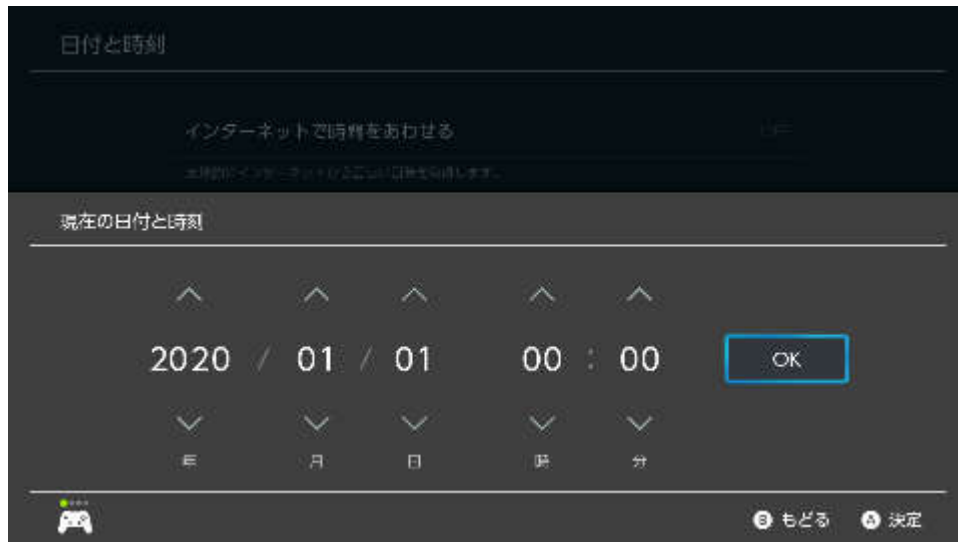 日付と時刻
インターネットで時間をあわせる
現在の日付と時刻
2020 / 01 / 01 00 : 00 OK
年 月 日 時 分
B もどる A 決定